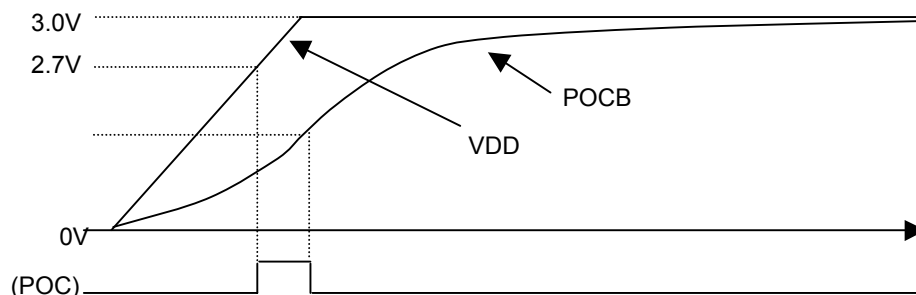 3.0V
2.7V
POCB
VDD
0V
(POC)